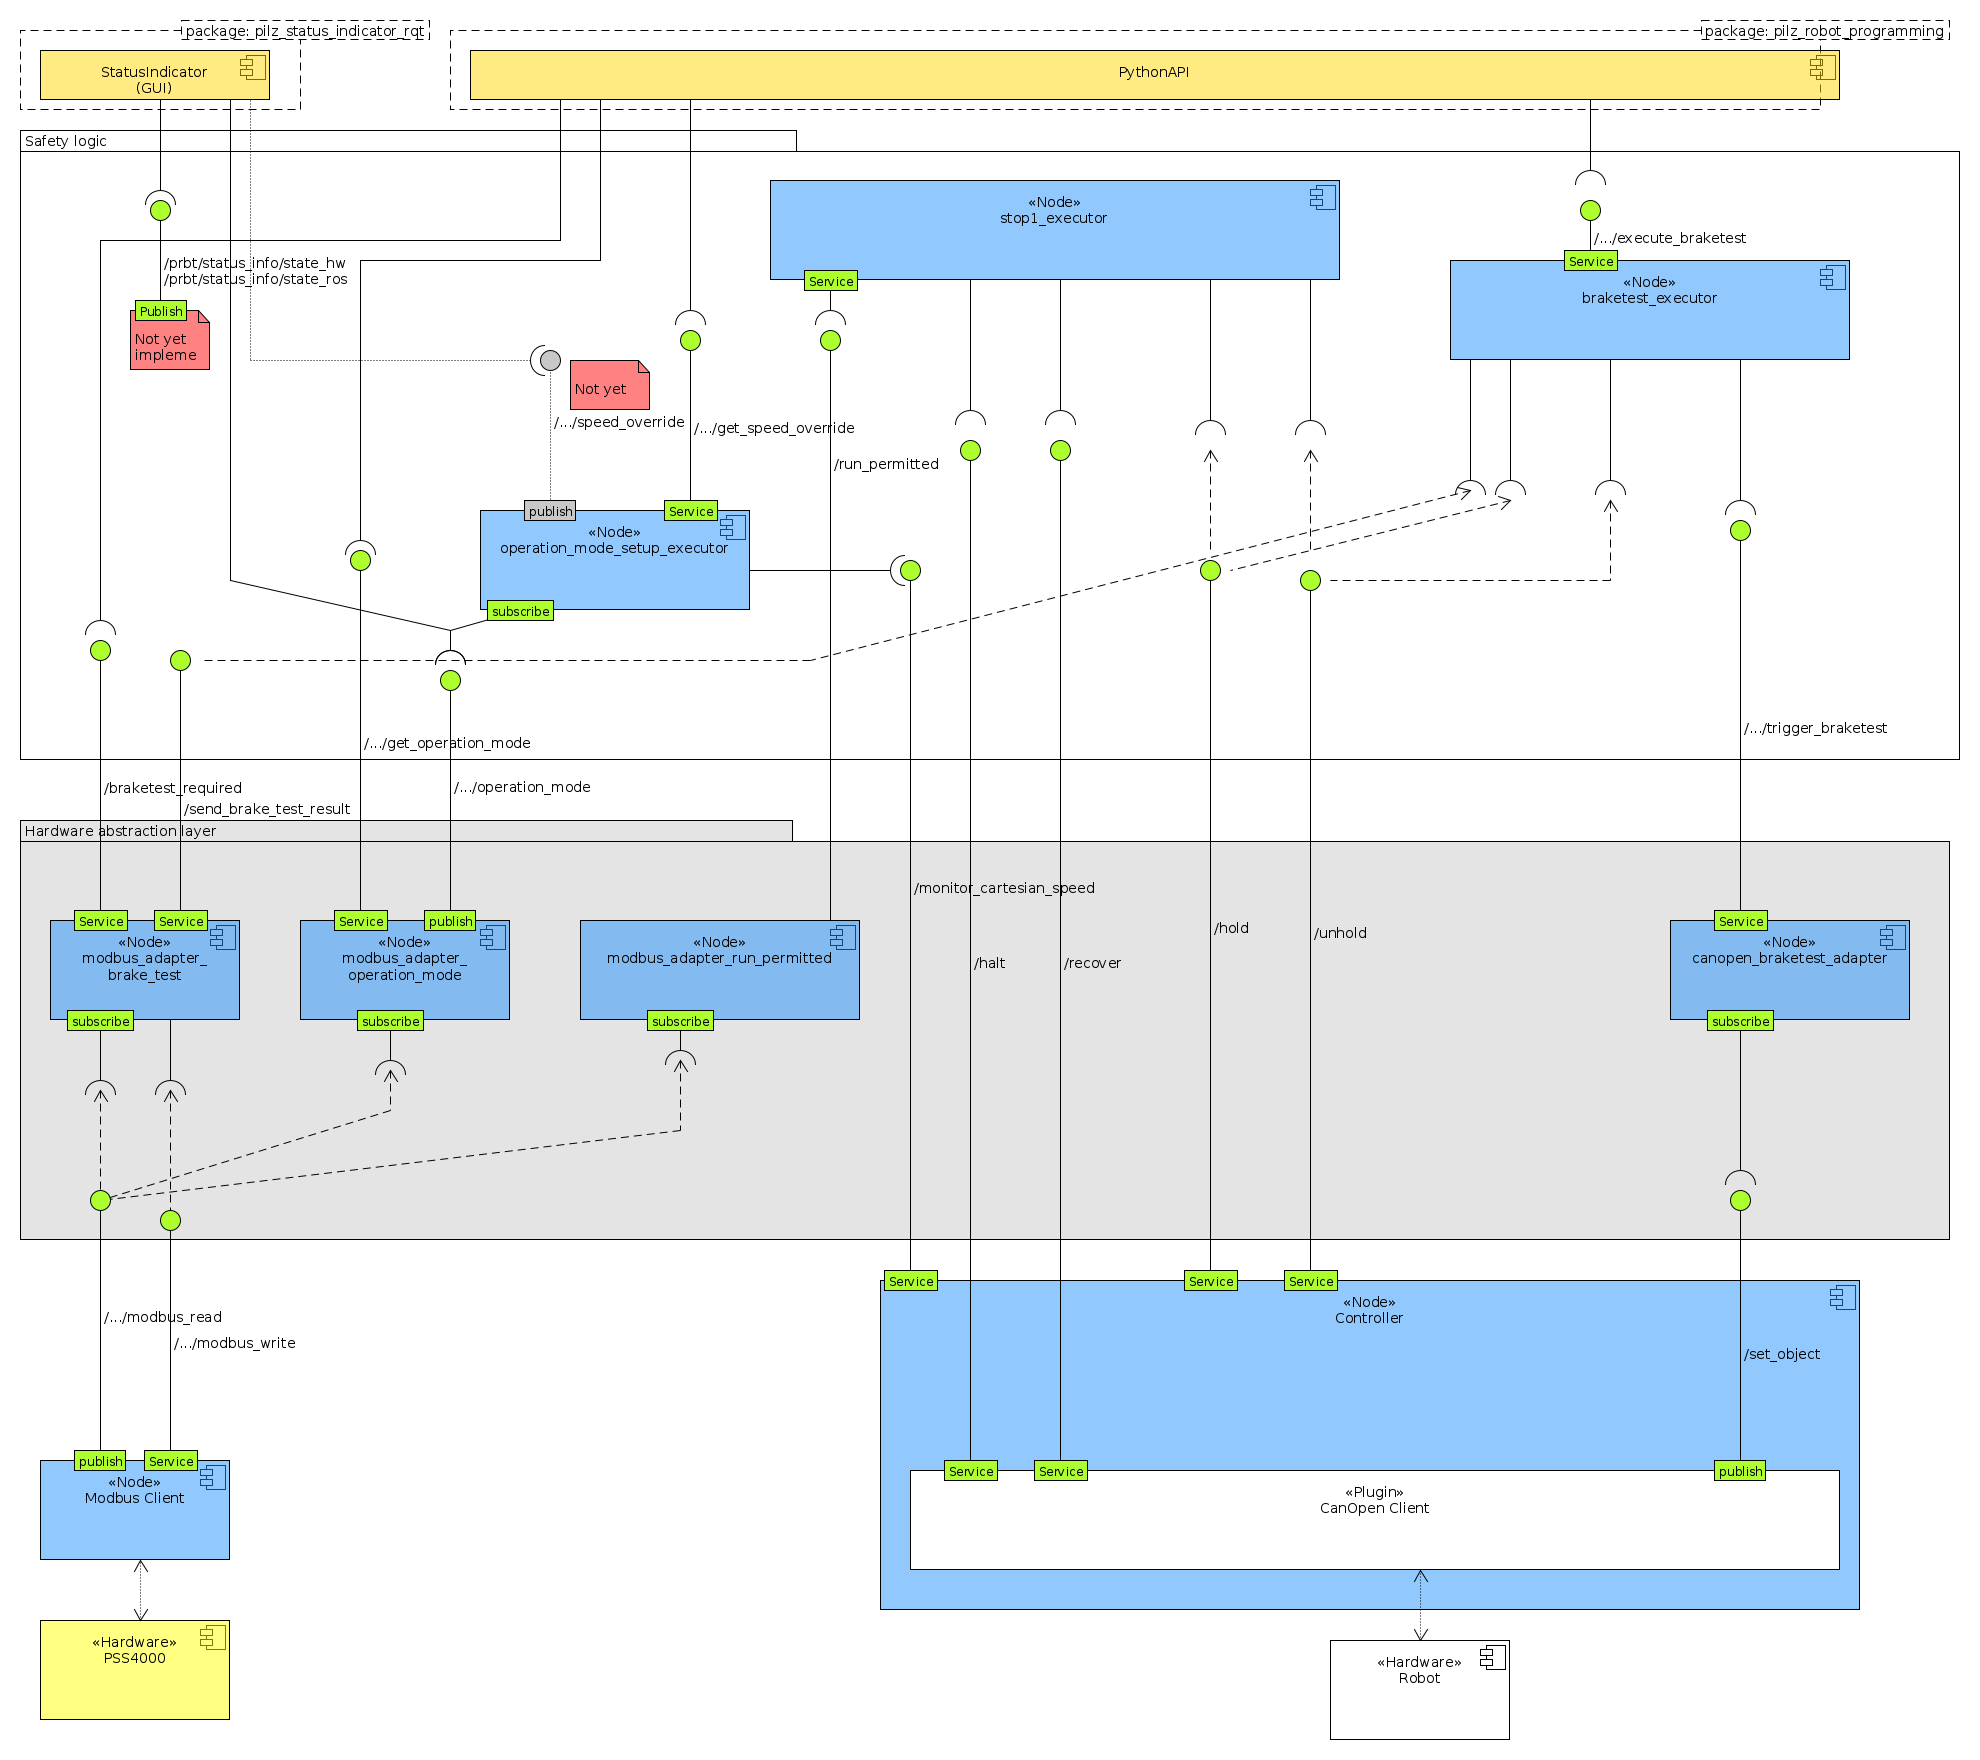 package: pilz_status_indicator_rqt
package: pilz_robot_programming
StatusIndicator
(GUI)
PythonAPI
Safety logic
«Node»
stop1_executor
Service
/.../execute_braketest
Service
«Node»
braketest_executor
/prbt/status_info/state_hw
/prbt/status_info/state_ros
Publish
Not yet
impleme
Not yet
/.../speed_override
/.../get_speed_override
/run_permitted
publish
Service
«Node»
operation_mode_setup_executor
subscribe
/.../get_operation_mode
/.../trigger_braketest
/braketest_required
/.../operation_mode
/send_brake_test_result
Hardware abstraction layer
/monitor_cartesian_speed
/hold
/unhold
/halt
/recover
Service
Service
«Node»
modbus_adapter_
brake_test
subscribe
Service
publish
«Node»
modbus_adapter_
operation_mode
subscribe
«Node»
modbus_adapter_run_permitted
subscribe
Service
«Node»
canopen_braketest_adapter
subscribe
Service
Service
Service
«Node»
Controller
/.../modbus_read
/.../modbus_write
/set_object
publish
Service
«Node»
Modbus Client
Service
Service
publish
«Plugin»
CanOpen Client
«Hardware»
PSS4000
«Hardware»
Robot